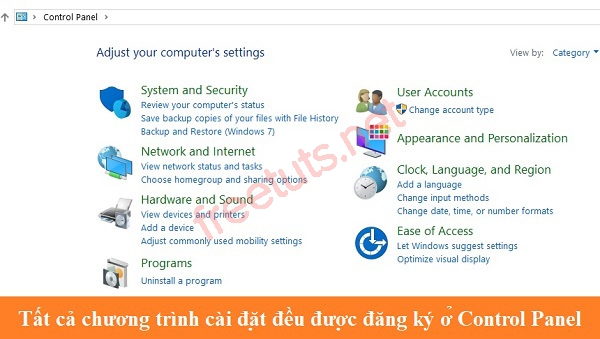 Control Panel
Adjust your computer's settings
View by: Category
System and Security
Review your computer's status
Save backup copies of your files with File History
Backup and Restore (Windows 7)
Network and Internet
View network status and tasks
Choose homegroup and sharing options
Hardware and Sound
View devices and printers
Add a device
Adjust commonly used mobility settings
Programs
Uninstall a program
User Accounts
Change account type
Appearance and Personalization
Clock, Language, and Region
Add a language
Change input methods
Change date, time, or number formats
Ease of Access
Let Windows suggest settings
Optimize visual display
freetuts.net
Tất cả chương trình cài đặt đều được đăng ký ở Control Panel